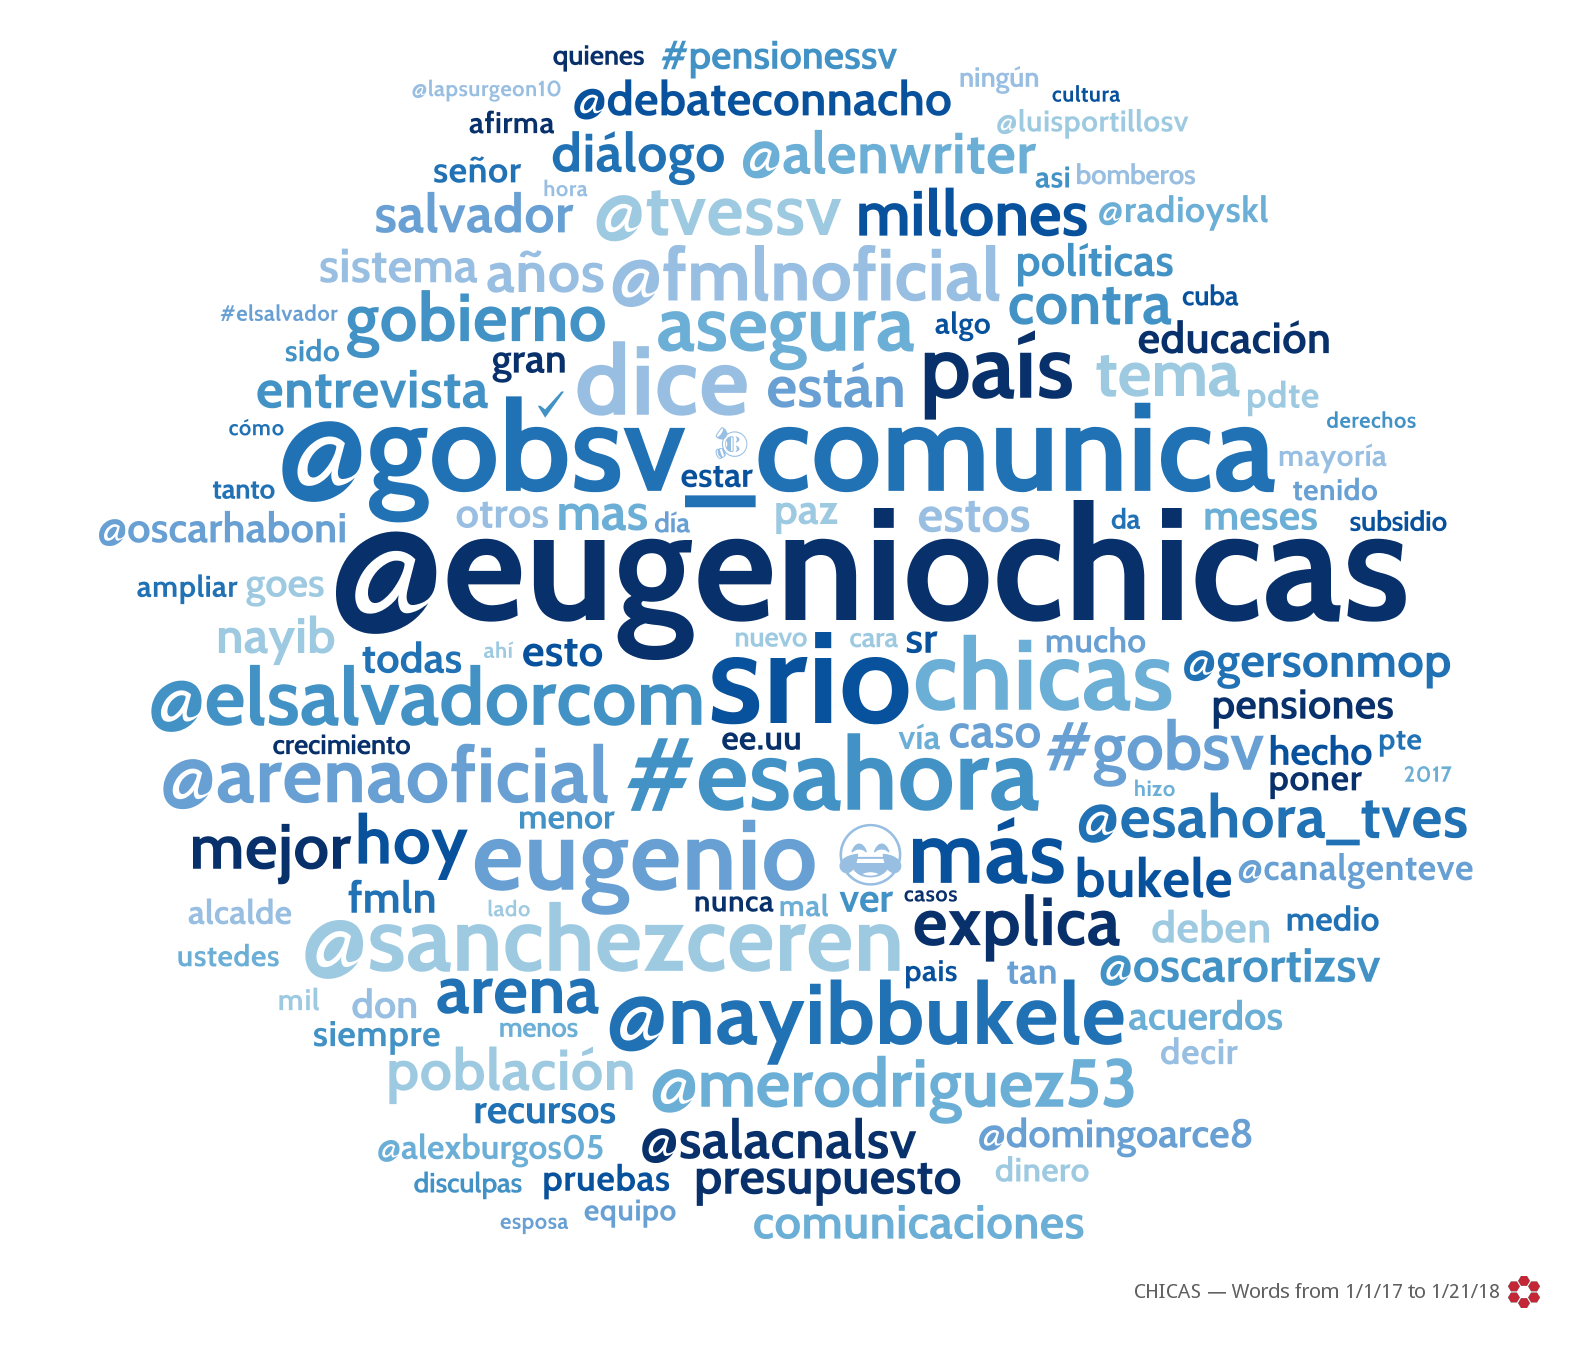 quienes #pensionessv
@lapsurgeon10 @debateconnacho ningún cultura
afirma @luisportillosv
señor diálogo @alenwriter asi bomberos
hora
salvador @tvessv millones @radioyskl
sistema años @fmlnoficial políticas
#elsalvador gobierno asegura algo contra cuba
sido gran dice están país educación
entrevista tema pdte
cómo @gobsv_comunica derechos
estar mayoría
tanto tenido
@oscarhaboni otros mas día paz estos da meses subsidio
ampliar goes @eugeniochicas
nayib todas ahí esto nuevo cara sr mucho
@elsalvadorcom srio chicas @gersonmop
pensiones
crecimiento ee.uu vía caso #gobsv hecho pte
@arenaoficial #esahora poner 2017
hizo
mejor hoy menor @esahora_tves
eugenio 😂 más bukele @canalgenteve
alcalde fmln lado nunca mal ver casos
@sanchezceren explica deben medio
ustedes pais tan @oscarortizsv
mil don arena @nayibbukele acuerdos
siempre menos decir
población @merodriguez53
recursos
@alexburgos05 @salacnalsv @domingoarce8
disculpas pruebas presupuesto dinero
esposa equipo comunicaciones
CHICAS — Words from 1/1/17 to 1/21/18